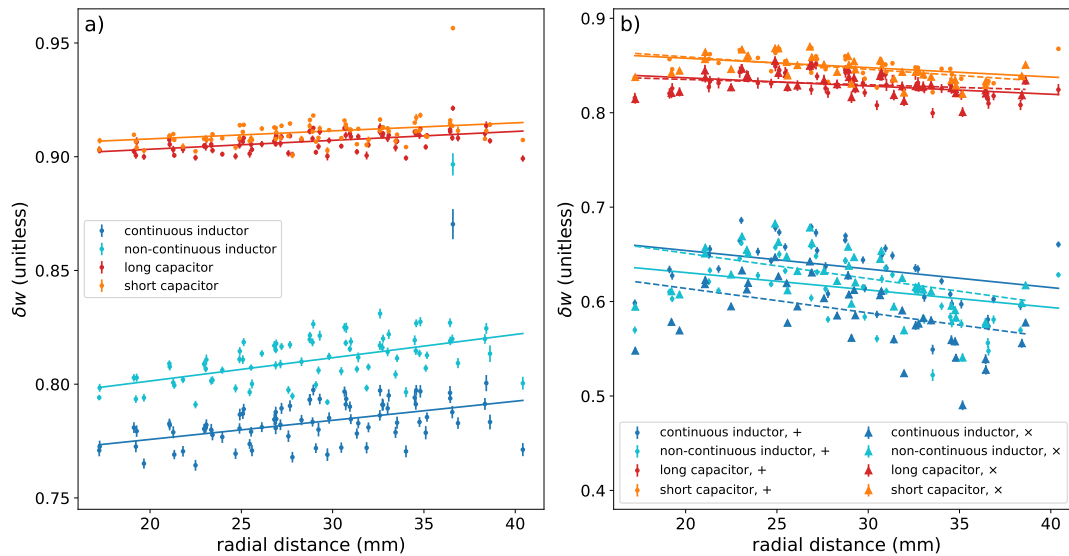 a)
δw (unitless)
0.95
0.90
0.85
0.80
0.75
continuous inductor
non-continuous inductor
long capacitor
short capacitor
20 25 30 35 40
radial distance (mm)
b)
δw (unitless)
0.9
0.8
0.7
0.6
0.5
0.4
continuous inductor, + continuous inductor, ×
non-continuous inductor, + non-continuous inductor, ×
long capacitor, + long capacitor, ×
short capacitor, + short capacitor, ×
20 25 30 35 40
radial distance (mm)